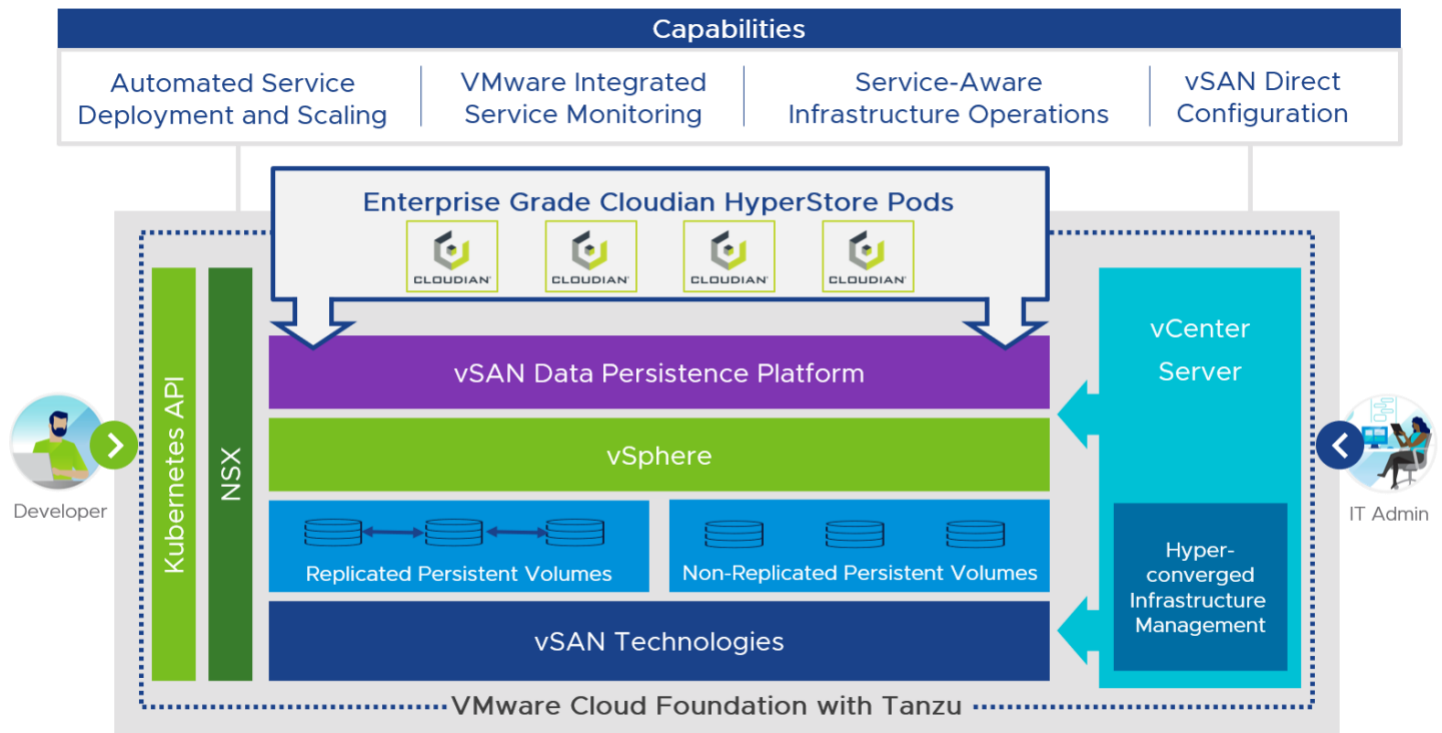 Capabilities
Automated Service
Deployment and Scaling
VMware Integrated
Service Monitoring
Service-Aware
Infrastructure Operations
vSAN Direct
Configuration
Enterprise Grade Cloudian HyperStore Pods
CLOUDIAN
CLOUDIAN
CLOUDIAN
CLOUDIAN
Kubernetes API
NSX
vSAN Data Persistence Platform
vSphere
Replicated Persistent Volumes
Non-Replicated Persistent Volumes
vSAN Technologies
vCenter
Server
Hyper-
converged
Infrastructure
Management
Developer
IT Admin
VMware Cloud Foundation with Tanzu